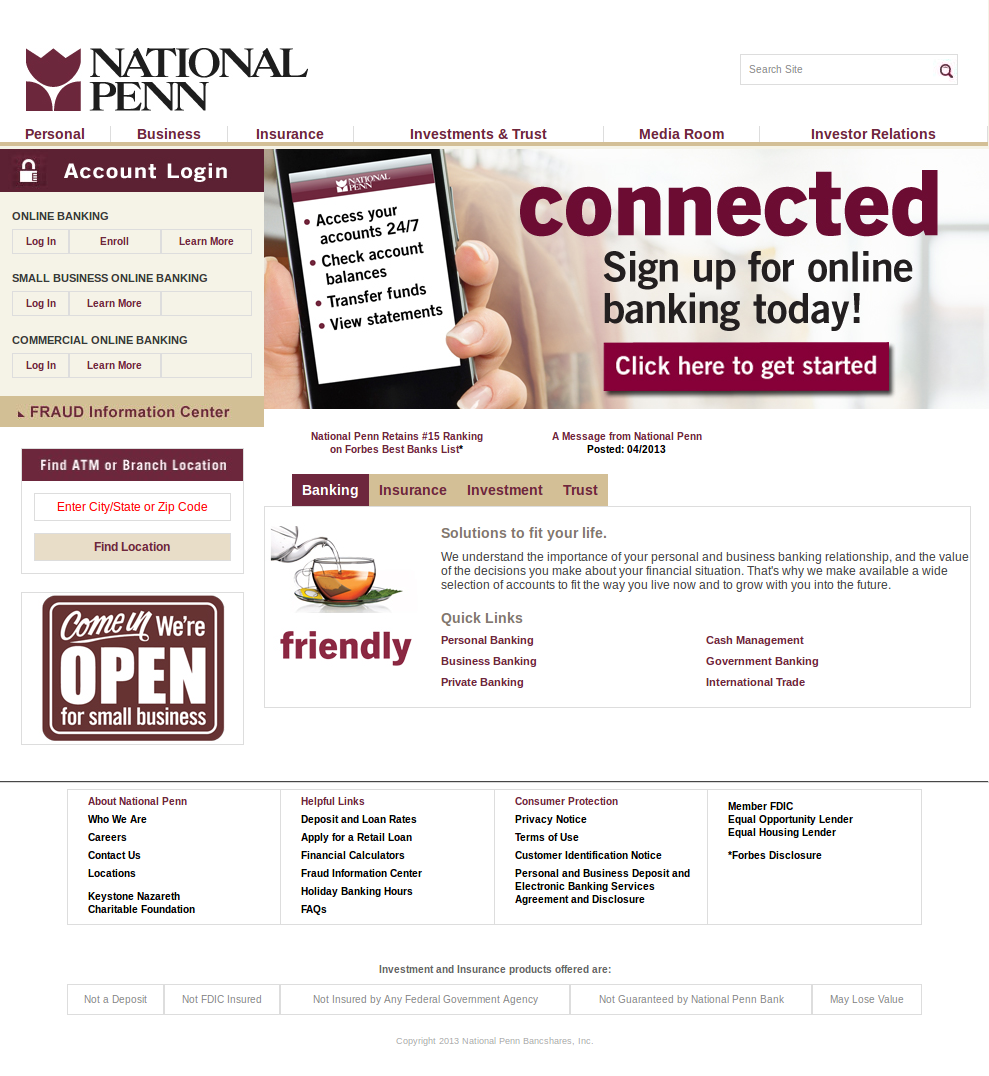 NATIONAL
PENN
Search Site
Personal
Business
Insurance
Investments & Trust
Media Room
Investor Relations
Account Login
ONLINE BANKING
Log In
Enroll
Learn More
SMALL BUSINESS ONLINE BANKING
Log In
Learn More
COMMERCIAL ONLINE BANKING
Log In
Learn More
FRAUD Information Center
Find ATM or Branch Location
Enter City/State or Zip Code
Find Location
Come in We're
OPEN
for small business
NATIONAL
PENN
• Access your
accounts 24/7
• Check account
balances
• Transfer funds
• View statements
connected
Sign up for online
banking today!
Click here to get started
National Penn Retains #15 Ranking
on Forbes Best Banks List*
A Message from National Penn
Posted: 04/2013
Banking
Insurance
Investment
Trust
friendly
Solutions to fit your life.
We understand the importance of your personal and business banking relationship, and the value
of the decisions you make about your financial situation. That's why we make available a wide
selection of accounts to fit the way you live now and to grow with you into the future.
Quick Links
Personal Banking
Business Banking
Private Banking
Cash Management
Government Banking
International Trade
About National Penn
Who We Are
Careers
Contact Us
Locations
Keystone Nazareth
Charitable Foundation
Helpful Links
Deposit and Loan Rates
Apply for a Retail Loan
Financial Calculators
Fraud Information Center
Holiday Banking Hours
FAQs
Consumer Protection
Privacy Notice
Terms of Use
Customer Identification Notice
Personal and Business Deposit and
Electronic Banking Services
Agreement and Disclosure
Member FDIC
Equal Opportunity Lender
Equal Housing Lender
*Forbes Disclosure
Investment and Insurance products offered are:
Not a Deposit
Not FDIC Insured
Not Insured by Any Federal Government Agency
Not Guaranteed by National Penn Bank
May Lose Value
Copyright 2013 National Penn Bancshares, Inc.